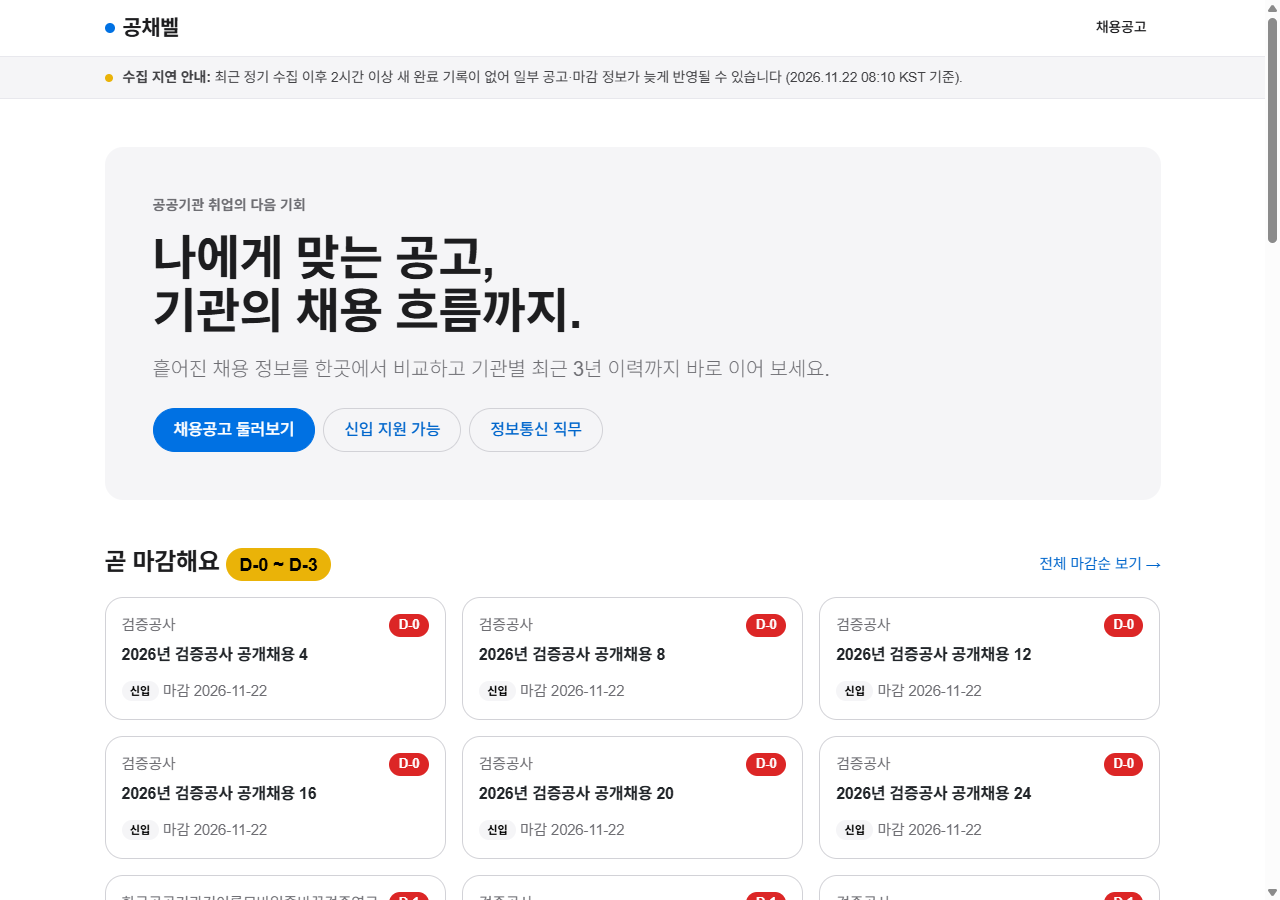 공채벨
채용공고
수집 지연 안내: 최근 정기 수집 이후 2시간 이상 새 완료 기록이 없어 일부 공고·마감 정보가 늦게 반영될 수 있습니다 (2026.11.22 08:10 KST 기준).
공공기관 취업의 다음 기회
나에게 맞는 공고,
기관의 채용 흐름까지.
흩어진 채용 정보를 한곳에서 비교하고 기관별 최근 3년 이력까지 바로 이어 보세요.
채용공고 둘러보기
신입 지원 가능
정보통신 직무
곧 마감해요 D-0 ~ D-3
전체 마감순 보기 →
검증공사 D-0
2026년 검증공사 공개채용 4
신입 마감 2026-11-22
검증공사 D-0
2026년 검증공사 공개채용 8
신입 마감 2026-11-22
검증공사 D-0
2026년 검증공사 공개채용 12
신입 마감 2026-11-22
검증공사 D-0
2026년 검증공사 공개채용 16
신입 마감 2026-11-22
검증공사 D-0
2026년 검증공사 공개채용 20
신입 마감 2026-11-22
검증공사 D-0
2026년 검증공사 공개채용 24
신입 마감 2026-11-22
D-1
검증공사 D-1
검증공사 D-1